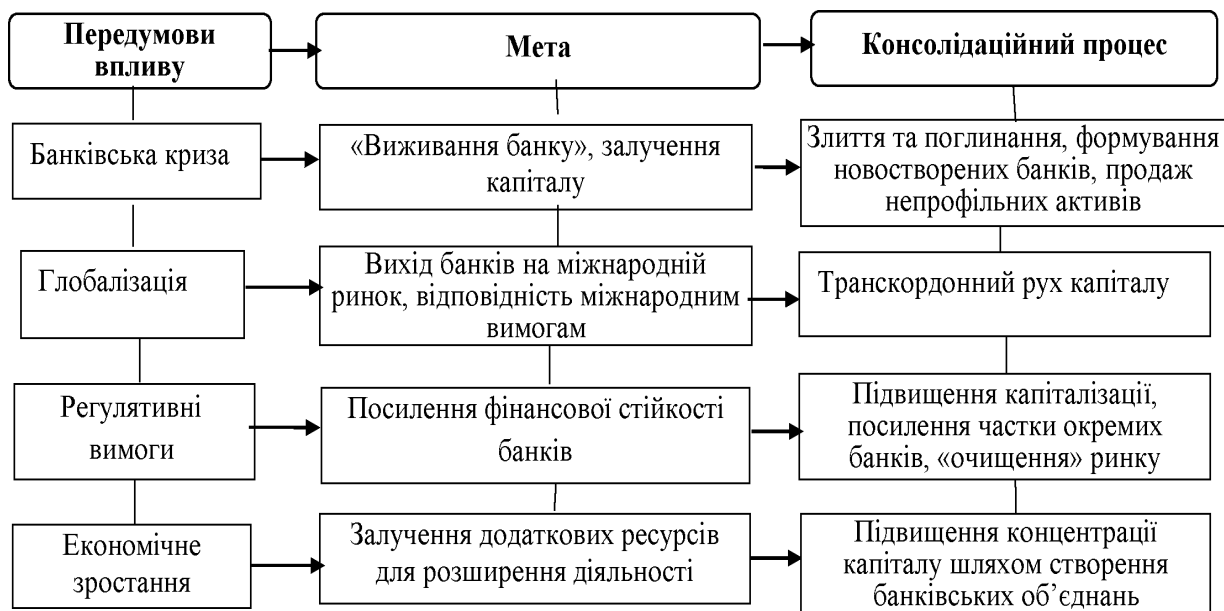 Передумови
впливу
Мета
Консолідаційний процес
Банківська криза
«Виживання банку», залучення
капіталу
Злиття та поглинання, формування
новостворених банків, продаж
непрофільних активів
Глобалізація
Вихід банків на міжнародній
ринок, відповідність міжнародним
вимогам
Транскордонний рух капіталу
Регулятивні
вимоги
Посилення фінансової стійкості
банків
Підвищення капіталізації,
посилення частки окремих
банків, «очищення» ринку
Економічне
зростання
Залучення додаткових ресурсів
для розширення діяльності
Підвищення концентрації
капіталу шляхом створення
банківських об’єднань